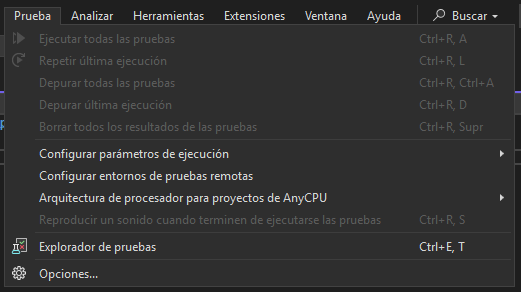 Prueba Analizar Herramientas Extensiones Ventana Ayuda Buscar
Ejecutar todas las pruebas Ctrl+R, A
Repetir última ejecución Ctrl+R, L
Depurar todas las pruebas Ctrl+R, Ctrl+A
Depurar última ejecución Ctrl+R, D
Borrar todos los resultados de las pruebas Ctrl+R, Supr
Configurar parámetros de ejecución
Configurar entornos de pruebas remotas
Arquitectura de procesador para proyectos de AnyCPU
Reproducir un sonido cuando terminen de ejecutarse las pruebas Ctrl+R, S
Explorador de pruebas Ctrl+E, T
Opciones...